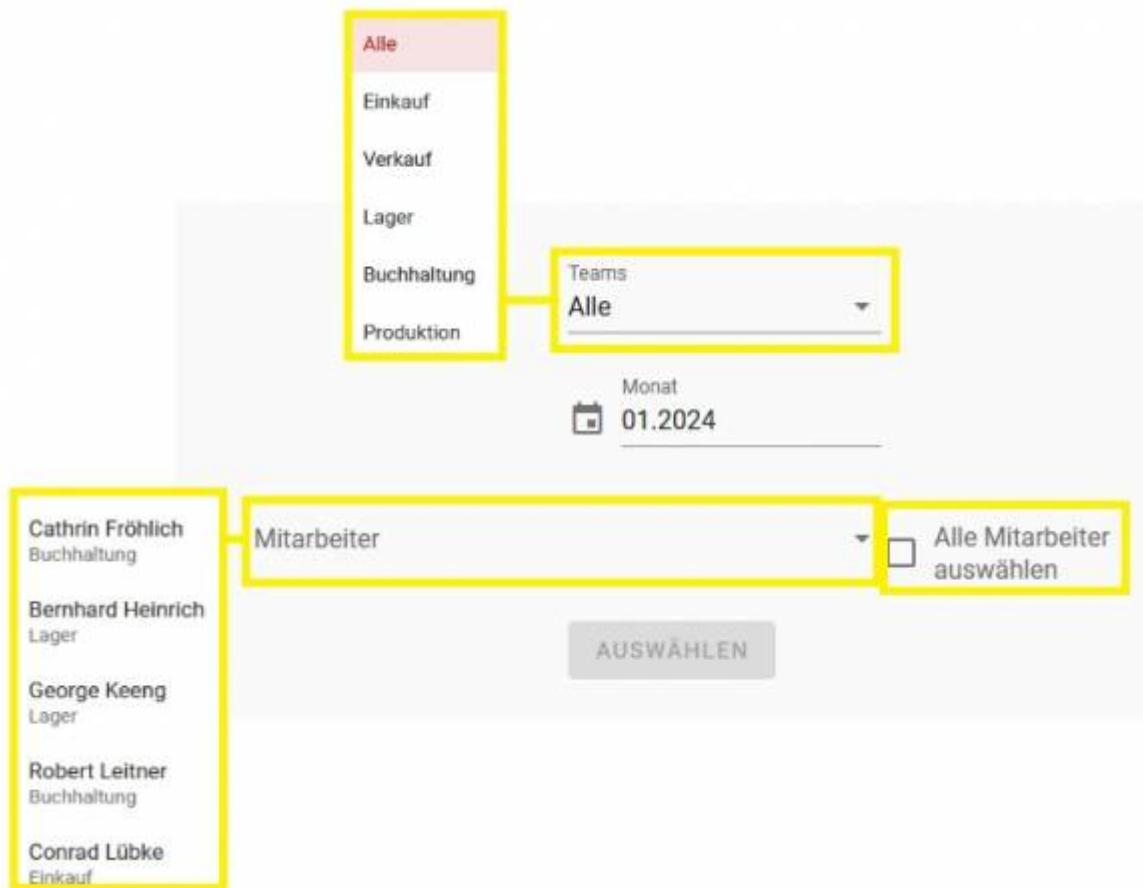 Alle
Einkauf
Verkauf
Lager
Buchhaltung
Produktion
Teams
Alle
Monat
01.2024
Cathrin Fröhlich
Buchhaltung
Bernhard Heinrich
Lager
George Keeng
Lager
Robert Leitner
Buchhaltung
Conrad Lübke
Einkauf
Mitarbeiter
Alle Mitarbeiter
auswählen
AUSWÄHLEN